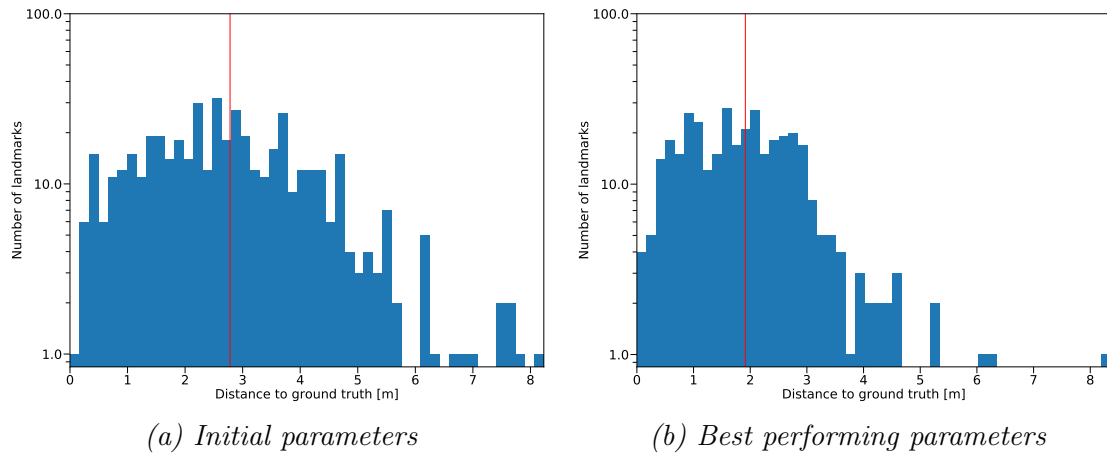 100.0
10.0
1.0
Number of landmarks
0 1 2 3 4 5 6 7 8
Distance to ground truth [m]
(a) Initial parameters
100.0
10.0
1.0
Number of landmarks
0 1 2 3 4 5 6 7 8
Distance to ground truth [m]
(b) Best performing parameters